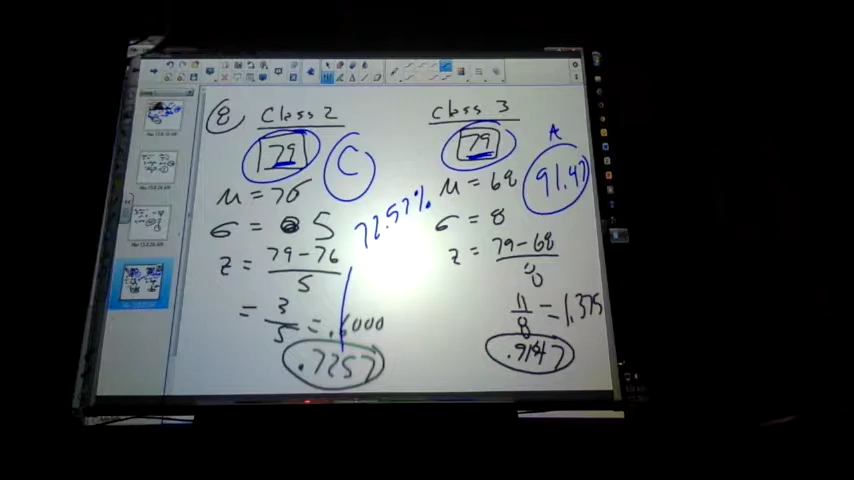 8 Class 2
79
C
μ = 76
σ = 5
z = 79-76
5
= 3
5
= .6000
.7257
72.57%
Class 3
79
A
91.47
μ = 68
σ = 8
z = 79-68
8
11
8
= 1.375
.9147